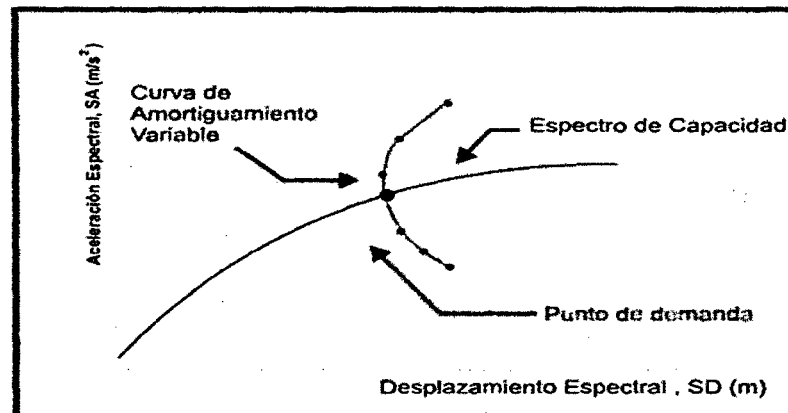 Aceleración Espectral, SA (m/s²)
Curva de
Amortiguamiento
Variable
Espectro de Capacidad
Punto de demanda
Desplazamiento Espectral , SD (m)